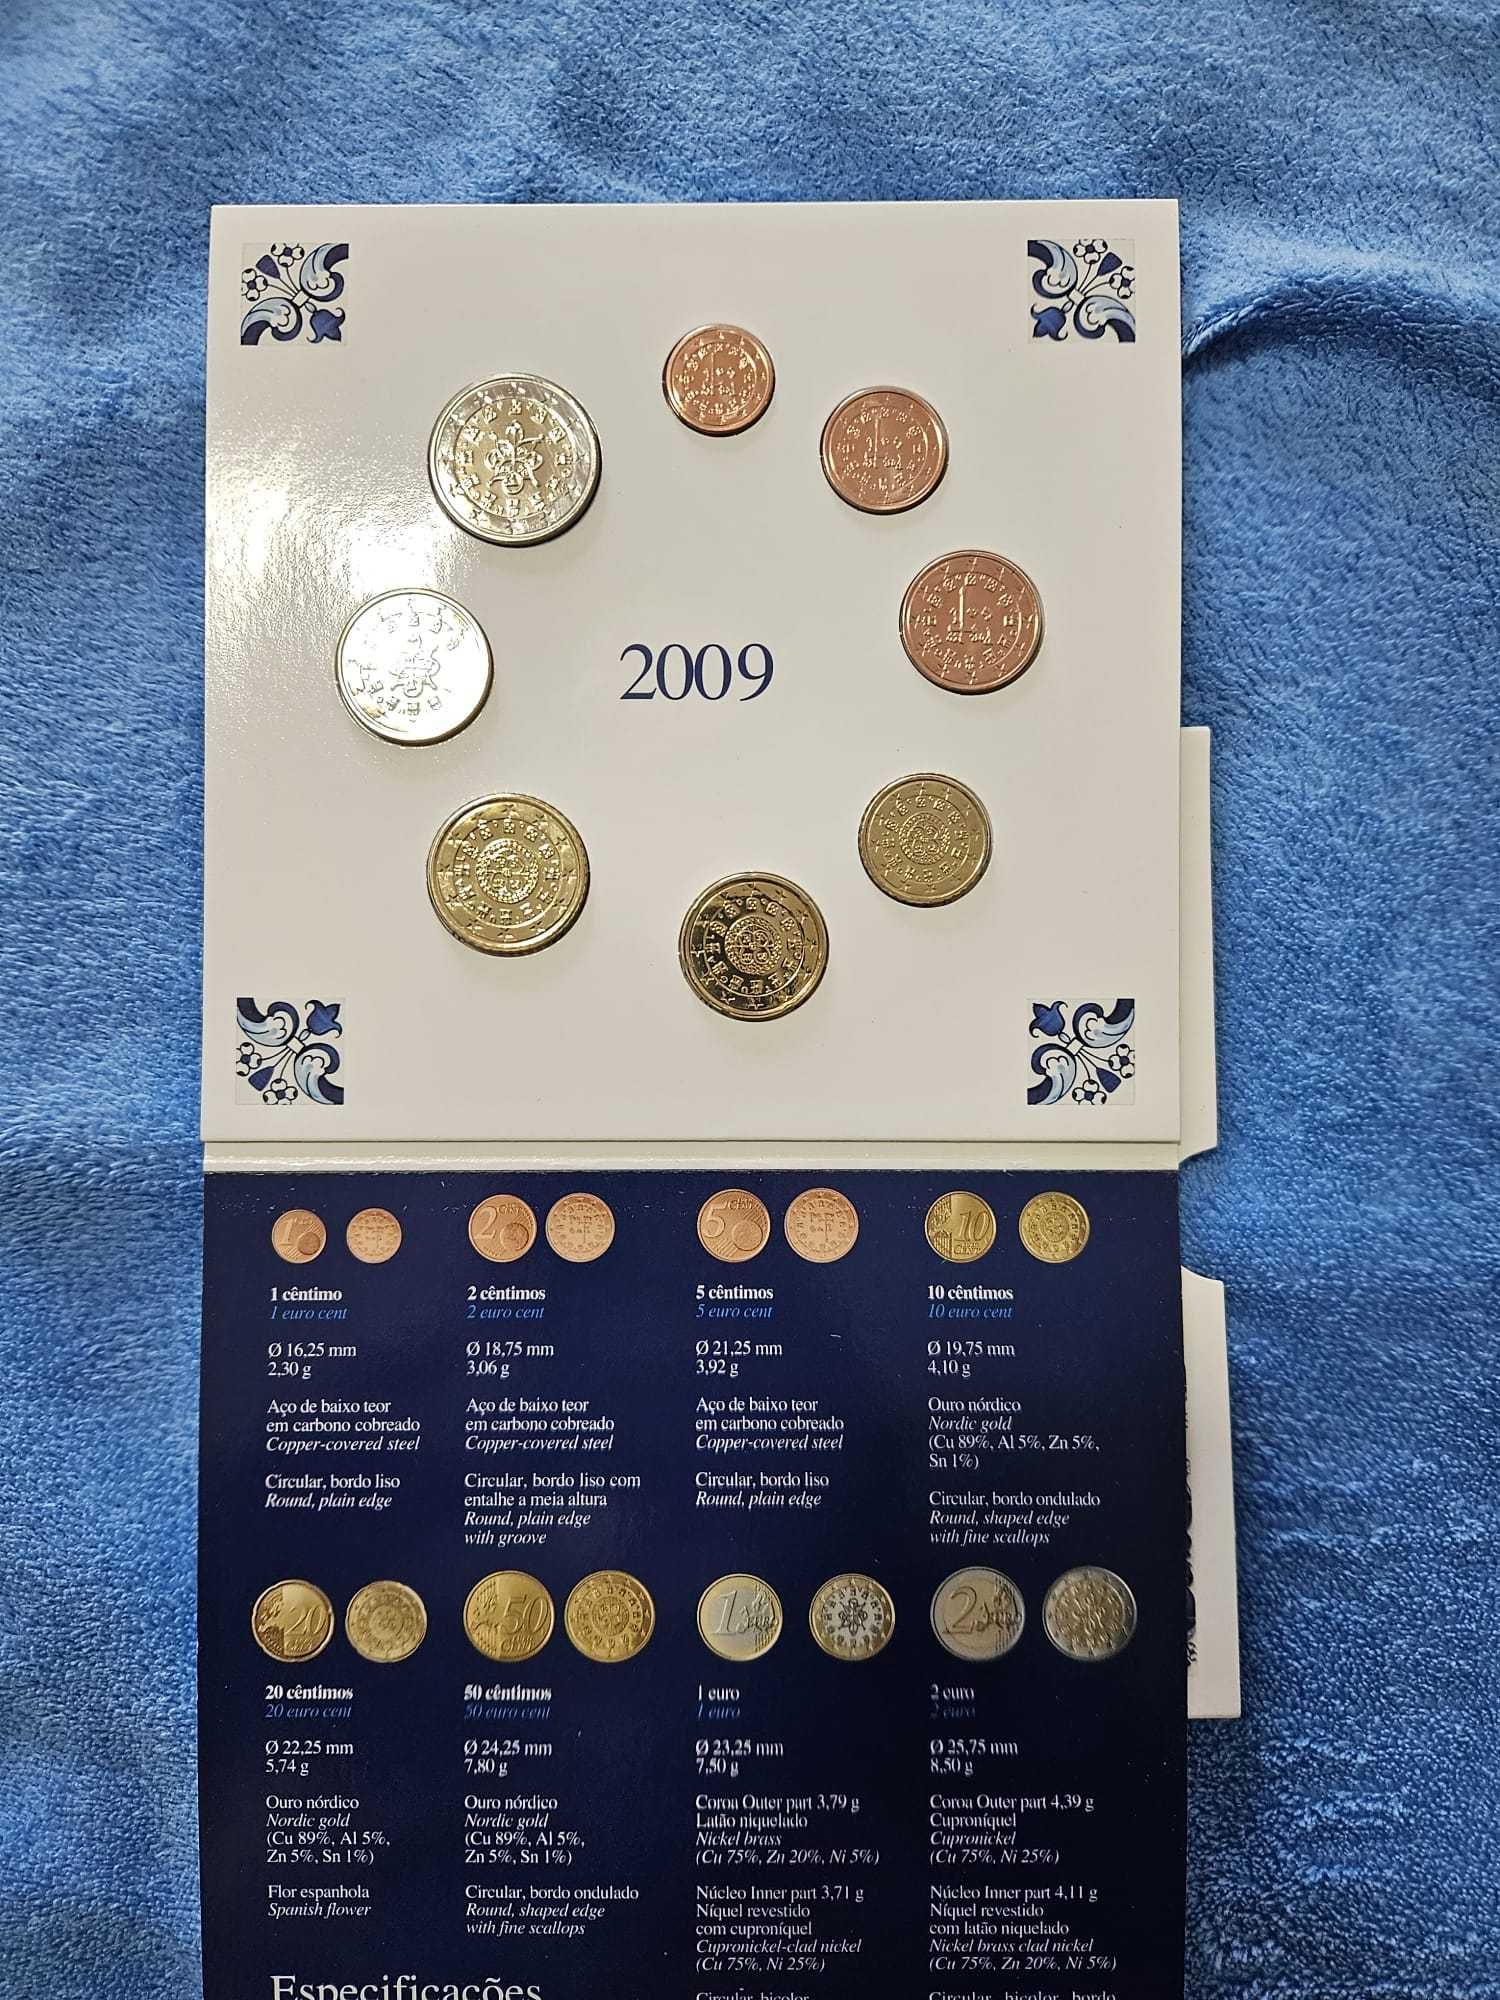 2009
1 cêntimo
1 euro cent
Ø 16,25 mm
2,30 g
Aço de baixo teor
em carbono cobreado
Copper-covered steel
Circular, bordo liso
Round, plain edge
2 cêntimos
2 euro cent
Ø 18,75 mm
3,06 g
Aço de baixo teor
em carbono cobreado
Copper-covered steel
Circular, bordo liso com
entalhe a meia altura
Round, plain edge
with groove
5 cêntimos
5 euro cent
Ø 21,25 mm
3,92 g
Aço de baixo teor
em carbono cobreado
Copper-covered steel
Circular, bordo liso
Round, plain edge
10 cêntimos
10 euro cent
Ø 19,75 mm
4,10 g
Ouro nórdico
Nordic gold
(Cu 89%, Al 5%, Zn 5%,
Sn 1%)
Circular, bordo ondulado
Round, shaped edge
with fine scallops
20 cêntimos
20 euro cent
Ø 22,25 mm
5,74 g
Ouro nórdico
Nordic gold
(Cu 89%, Al 5%,
Zn 5%, Sn 1%)
Flor espanhola
Spanish flower
50 cêntimos
50 euro cent
Ø 24,25 mm
7,80 g
Ouro nórdico
Nordic gold
(Cu 89%, Al 5%,
Zn 5%, Sn 1%)
Circular, bordo ondulado
Round, shaped edge
with fine scallops
1 euro
1 euro
Ø 23,25 mm
7,50 g
Coroa Outer part 3,79 g
Latão niquelado
Nickel brass
(Cu 75%, Zn 20%, Ni 5%)
Núcleo Inner part 3,71 g
Níquel revestido
com cuproníquel
Cupronickel-clad nickel
(Cu 75%, Ni 25%)
Circular, bicolor
2 euro
2 euro
Ø 25,75 mm
8,50 g
Coroa Outer part 4,39 g
Cuproníquel
Cupronickel
(Cu 75%, Ni 25%)
Núcleo Inner part 4,11 g
Níquel revestido
com latão niquelado
Nickel brass clad nickel
(Cu 75%, Zn 20%, Ni 5%)
Circular, bicolor, bordo
Especificações